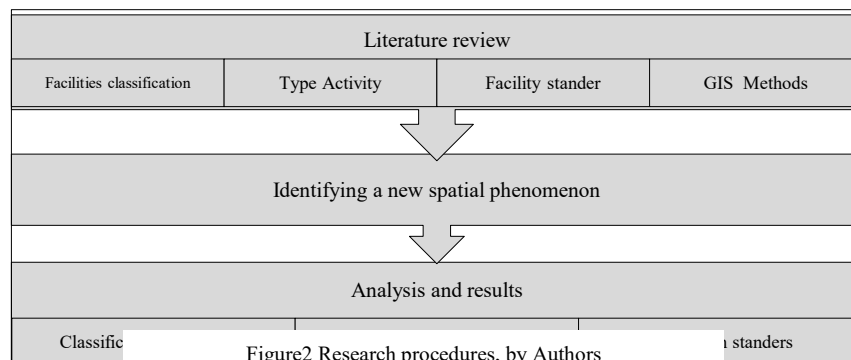 Literature review
Facilities classification Type Activity Facility stander GIS Methods
Identifying a new spatial phenomenon
Analysis and results
standers
Figure2 Research procedures, by Authors